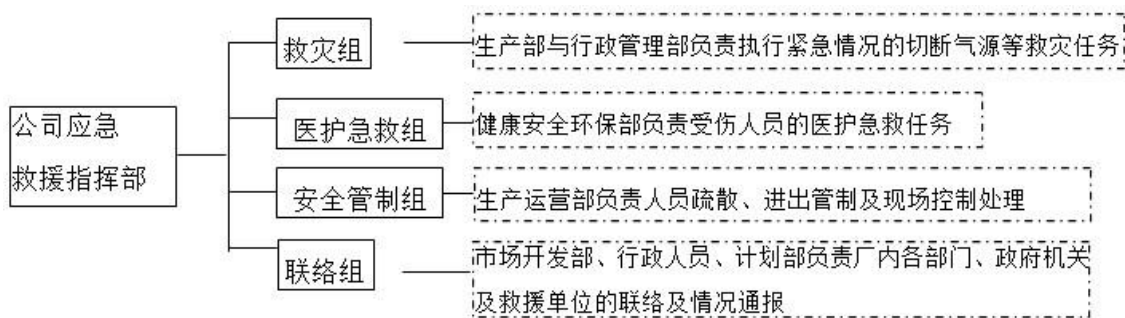 公司应急
救援指挥部
救灾组
生产部与行政管理部负责执行紧急情况的切断气源等救灾任务
医护急救组
健康安全环保部负责受伤人员的医护急救任务
安全管制组
生产运营部负责人员疏散、进出管制及现场控制处理
联络组
市场开发部、行政人员、计划部负责厂内各部门、政府机关
及救援单位的联络及情况通报